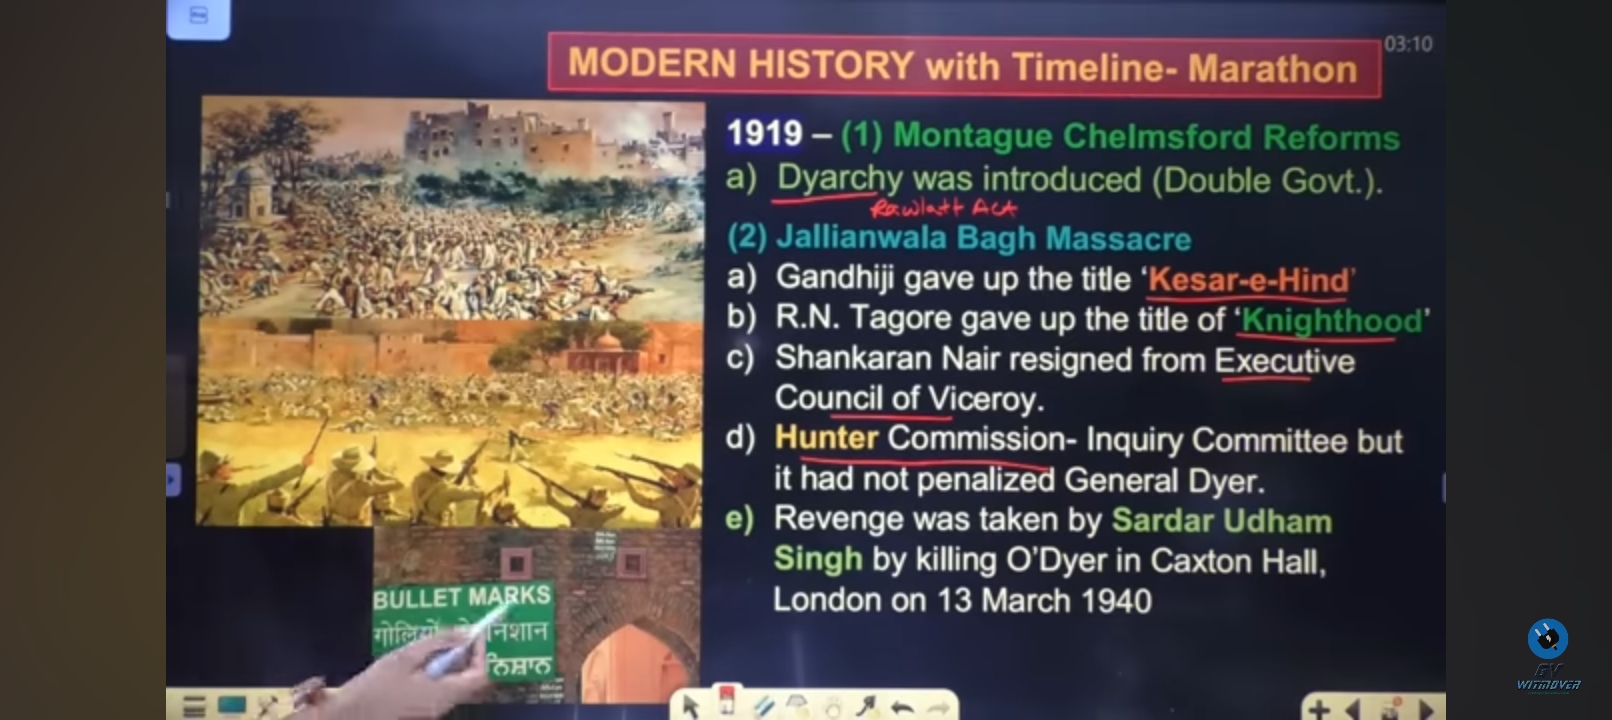 03:10
MODERN HISTORY with Timeline- Marathon
1919 – (1) Montague Chelmsford Reforms
a) Dyarchy was introduced (Double Govt.).
Rawlatt Act
(2) Jallianwala Bagh Massacre
a) Gandhiji gave up the title ‘Kesar-e-Hind’
b) R.N. Tagore gave up the title of ‘Knighthood’
c) Shankaran Nair resigned from Executive
Council of Viceroy.
d) Hunter Commission- Inquiry Committee but
it had not penalized General Dyer.
e) Revenge was taken by Sardar Udham
Singh by killing O’Dyer in Caxton Hall,
London on 13 March 1940
BULLET MARKS
गोलियों निशान
ਨਿਸ਼ਾਨ
WITMOVER